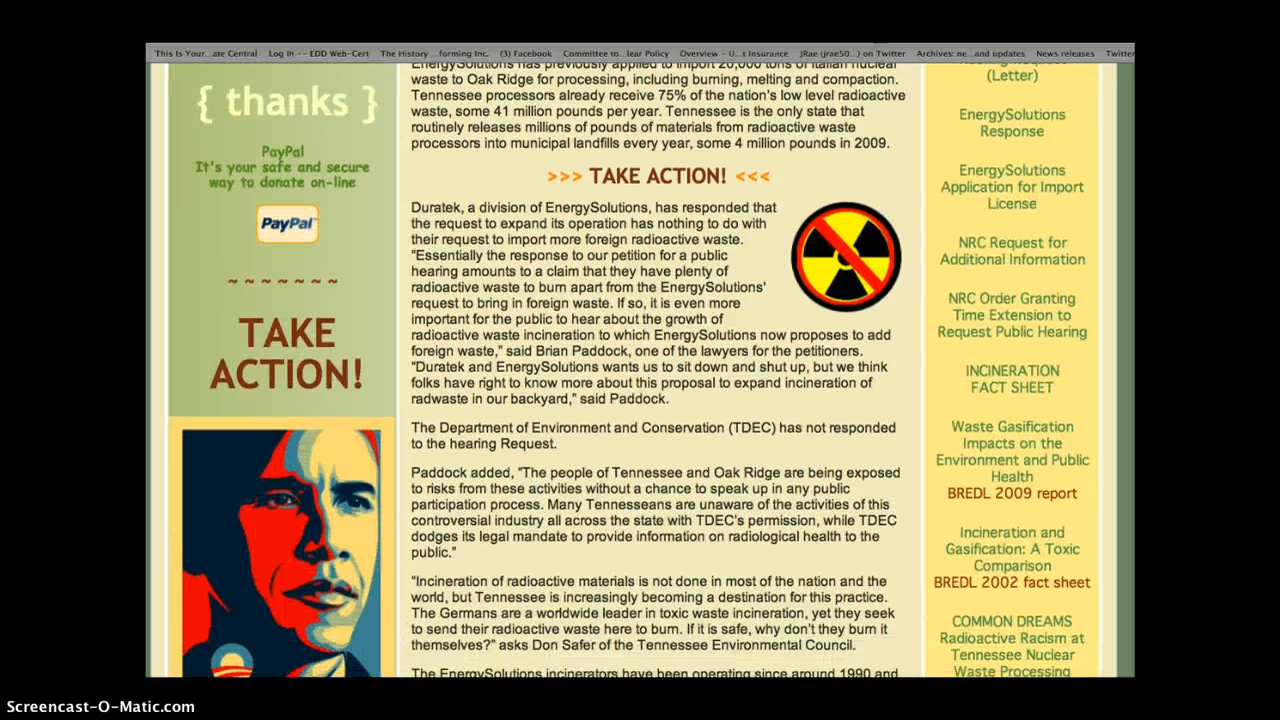 This Is Your...ate Central Log In -- EDD Web-Cert The History ...forming Inc. (3) Facebook Committee to...lear Policy Overview - U...t Insurance JRae (jrae50...) on Twitter Archives: ne...and updates News releases Twitter
{ thanks }
PayPal
It's your safe and secure
way to donate on-line
PayPal
~ ~ ~ ~ ~ ~ ~
TAKE
ACTION!
EnergySolutions has previously applied to import 20,000 tons of Italian nuclear
waste to Oak Ridge for processing, including burning, melting and compaction.
Tennessee processors already receive 75% of the nation's low level radioactive
waste, some 41 million pounds per year. Tennessee is the only state that
routinely releases millions of pounds of materials from radioactive waste
processors into municipal landfills every year, some 4 million pounds in 2009.
>>> TAKE ACTION! <<<
Duratek, a division of EnergySolutions, has responded that
the request to expand its operation has nothing to do with
their request to import more foreign radioactive waste.
"Essentially the response to our petition for a public
hearing amounts to a claim that they have plenty of
radioactive waste to burn apart from the EnergySolutions'
request to bring in foreign waste. If so, it is even more
important for the public to hear about the growth of
radioactive waste incineration to which EnergySolutions now proposes to add
foreign waste," said Brian Paddock, one of the lawyers for the petitioners.
"Duratek and EnergySolutions wants us to sit down and shut up, but we think
folks have right to know more about this proposal to expand incineration of
radwaste in our backyard," said Paddock.
The Department of Environment and Conservation (TDEC) has not responded
to the hearing Request.
Paddock added, "The people of Tennessee and Oak Ridge are being exposed
to risks from these activities without a chance to speak up in any public
participation process. Many Tennesseans are unaware of the activities of this
controversial industry all across the state with TDEC's permission, while TDEC
dodges its legal mandate to provide information on radiological health to the
public."
"Incineration of radioactive materials is not done in most of the nation and the
world, but Tennessee is increasingly becoming a destination for this practice.
The Germans are a worldwide leader in toxic waste incineration, yet they seek
to send their radioactive waste here to burn. If it is safe, why don't they burn it
themselves?" asks Don Safer of the Tennessee Environmental Council.
The EnergySolutions incinerators have been operating since around 1990 and
(Letter)
EnergySolutions
Response
EnergySolutions
Application for Import
License
NRC Request for
Additional Information
NRC Order Granting
Time Extension to
Request Public Hearing
INCINERATION
FACT SHEET
Waste Gasification
Impacts on the
Environment and Public
Health
BREDL 2009 report
Incineration and
Gasification: A Toxic
Comparison
BREDL 2002 fact sheet
COMMON DREAMS
Radioactive Racism at
Tennessee Nuclear
Waste Processing
Screencast-O-Matic.com